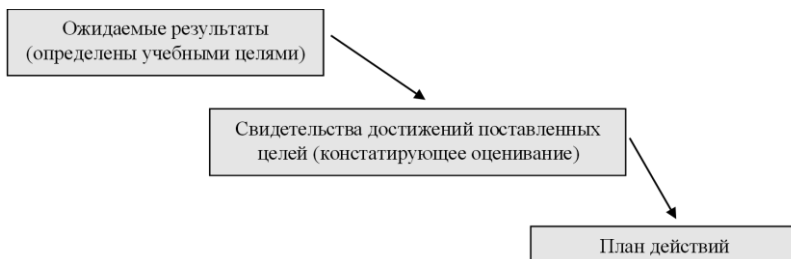 Ожидаемые результаты
(определены учебными целями)
Свидетельства достижений поставленных
целей (констатирующее оценивание)
План действий